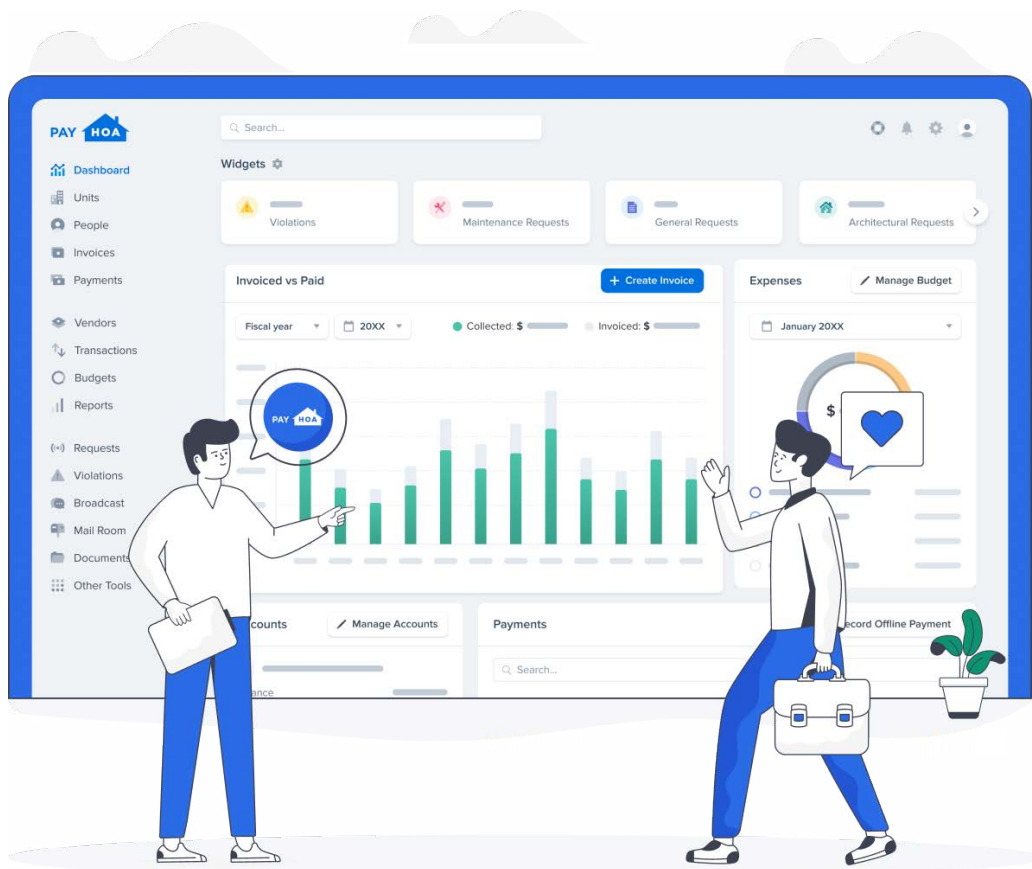 PAY HOA
Search...
Dashboard
Widgets
Units
People
Invoices
Payments
Vendors
Transactions
Budgets
Reports
Requests
Violations
Broadcast
Mail Room
Documents
Other Tools
Violations
Maintenance Requests
General Requests
Architectural Requests
Invoiced vs Paid
+ Create Invoice
Fiscal year
20XX
Collected: $
Invoiced: $
PAY HOA
Expenses
Manage Budget
January 20XX
$
counts
Manage Accounts
ance
Payments
ecord Offline Payment
Search...